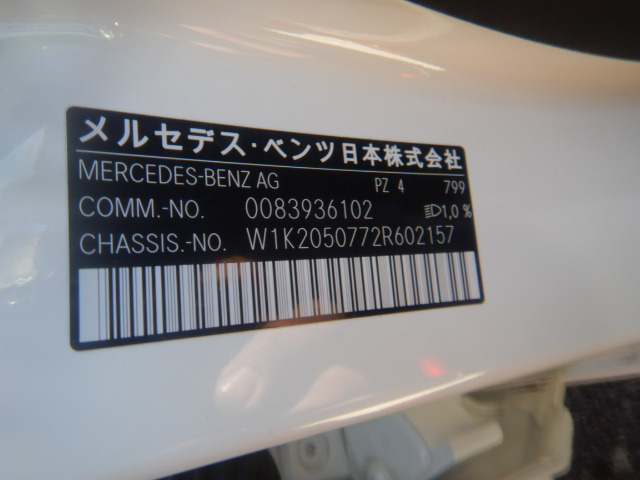 メルセデス・ベンツ日本株式会社
MERCEDES-BENZ AG PZ 4 799
COMM.-NO. 0083936102 1,0 %
CHASSIS.-NO. W1K2050772R602157